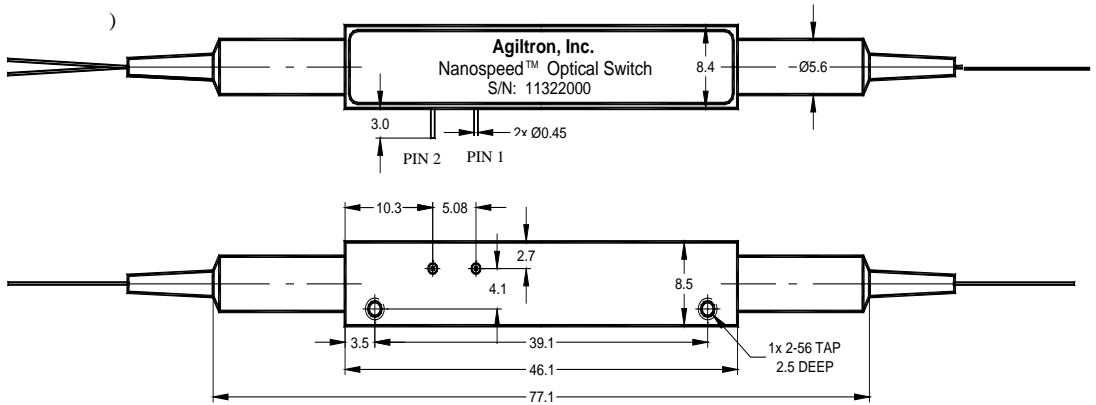 )
Agiltron, Inc.
Nanospeed™ Optical Switch
S/N: 11322000
8.4
Ø5.6
3.0
2x Ø0.45
PIN 2 PIN 1
10.3 5.08
2.7
4.1
8.5
3.5 39.1
1x 2-56 TAP
2.5 DEEP
46.1
77.1